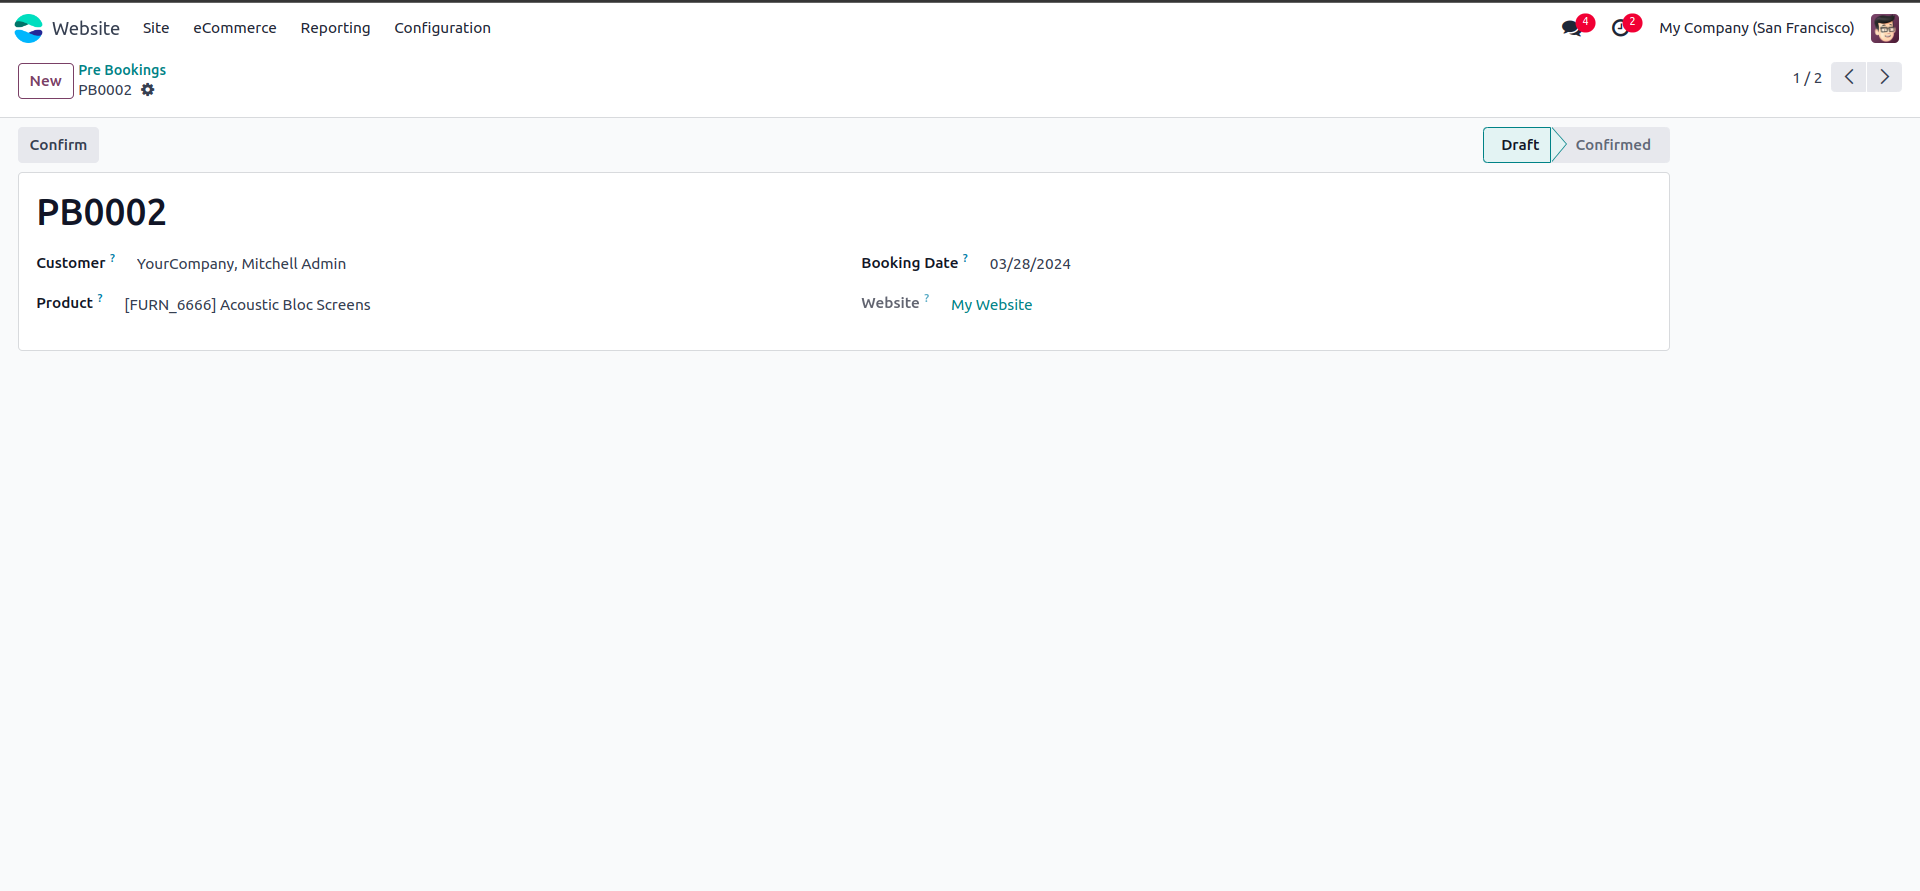 Website Site eCommerce Reporting Configuration 4 2 My Company (San Francisco)
New Pre Bookings
PB0002 1 / 2
Confirm Draft Confirmed
PB0002
Customer ? YourCompany, Mitchell Admin Booking Date ? 03/28/2024
Product ? [FURN_6666] Acoustic Bloc Screens Website ? My Website